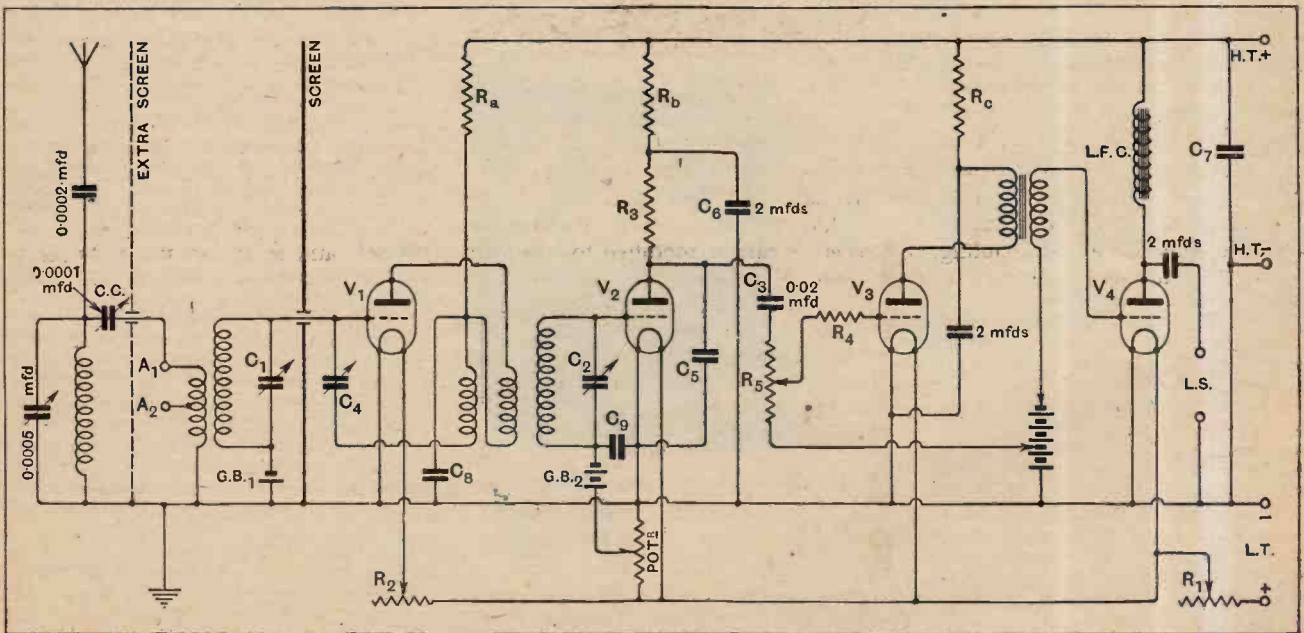 0·0002·mfd
EXTRA SCREEN
SCREEN
0·0001
mfd
C.C.
0·0005 mfd
A1
A2
C1
G.B.1
C4
V1
Ra
C8
R2
Rb
R3
C6
2 mfds
V2
C5
C2
C9
G.B.2
POTR
C3
0·02
mfd
R5
R4
V3
Rc
2 mfds
L.F.C.
V4
2 mfds
L.S.
C7
H.T.+
H.T.-
-
L.T.
+
R1